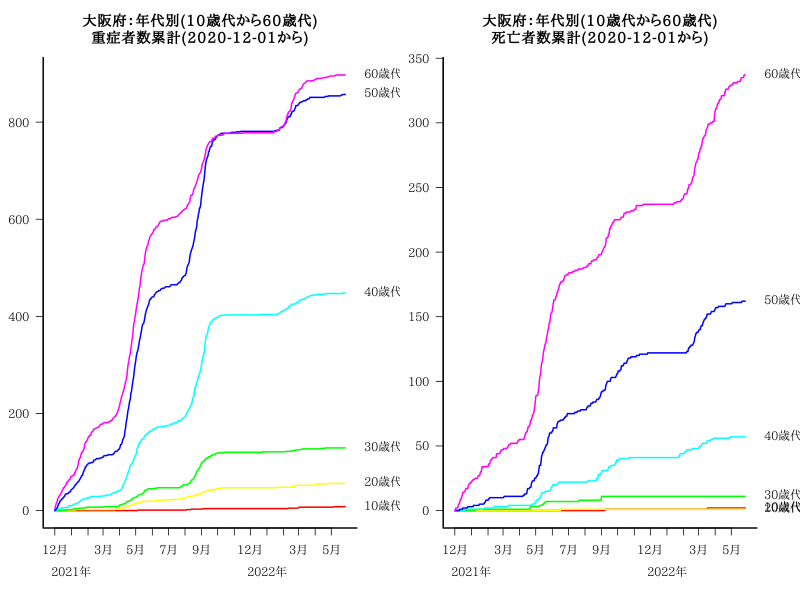 大阪府：年代別(10歳代から60歳代)
重症者数累計(2020-12-01から)
800
600
400
200
0
60歳代
50歳代
40歳代
30歳代
20歳代
10歳代
12月 3月 5月 7月 9月 12月 3月 5月
2021年 2022年
大阪府：年代別(10歳代から60歳代)
死亡者数累計(2020-12-01から)
350
300
250
200
150
100
50
0
60歳代
50歳代
40歳代
30歳代
12月 3月 5月 7月 9月 12月 3月 5月
2021年 2022年